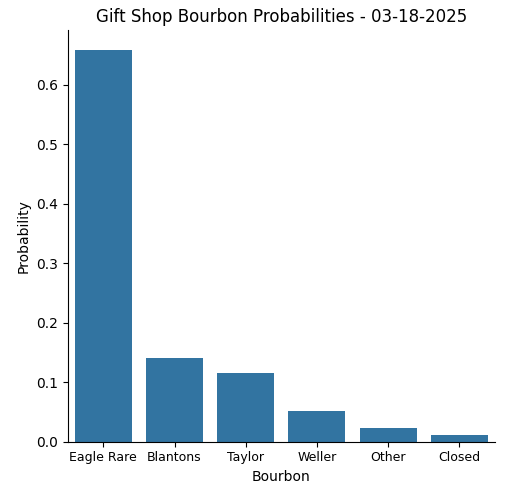 Gift Shop Bourbon Probabilities - 03-18-2025
Probability
0.6
0.5
0.4
0.3
0.2
0.1
0.0
Eagle Rare Blantons Taylor Weller Other Closed
Bourbon